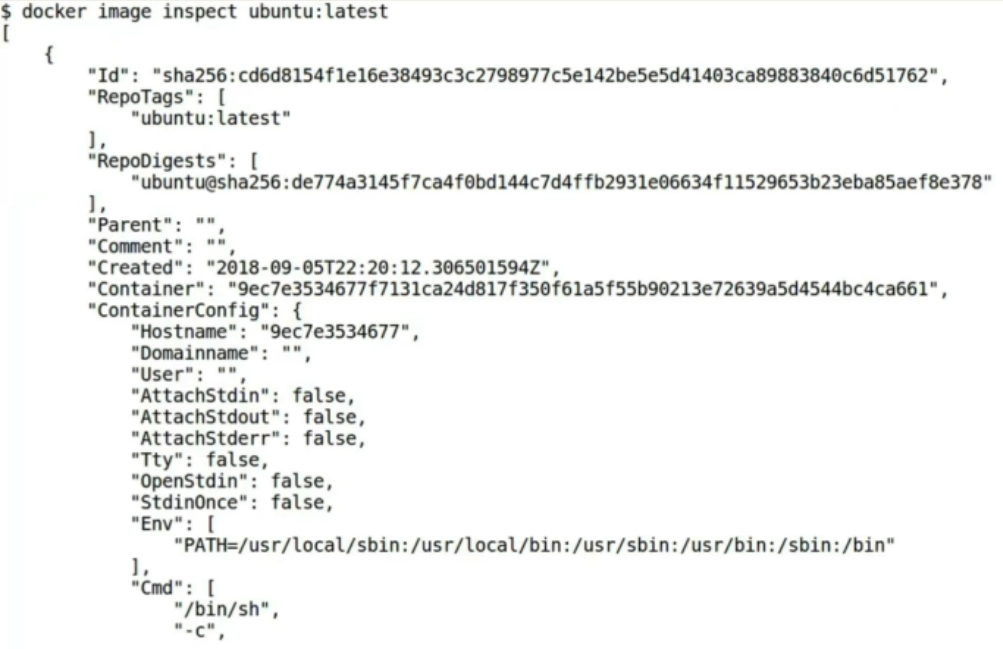 $ docker image inspect ubuntu:latest
[
    {
        "Id": "sha256:cd6d8154f1e16e38493c3c2798977c5e142be5e5d41403ca89883840c6d51762",
        "RepoTags": [
            "ubuntu:latest"
        ],
        "RepoDigests": [
            "ubuntu@sha256:de774a3145f7ca4f0bd144c7d4ffb2931e06634f11529653b23eba85aef8e378"
        ],
        "Parent": "",
        "Comment": "",
        "Created": "2018-09-05T22:20:12.306501594Z",
        "Container": "9ec7e3534677f7131ca24d817f350f61a5f55b90213e72639a5d4544bc4ca661",
        "ContainerConfig": {
            "Hostname": "9ec7e3534677",
            "Domainname": "",
            "User": "",
            "AttachStdin": false,
            "AttachStdout": false,
            "AttachStderr": false,
            "Tty": false,
            "OpenStdin": false,
            "StdinOnce": false,
            "Env": [
                "PATH=/usr/local/sbin:/usr/local/bin:/usr/sbin:/usr/bin:/sbin:/bin"
            ],
            "Cmd": [
                "/bin/sh",
                "-c",